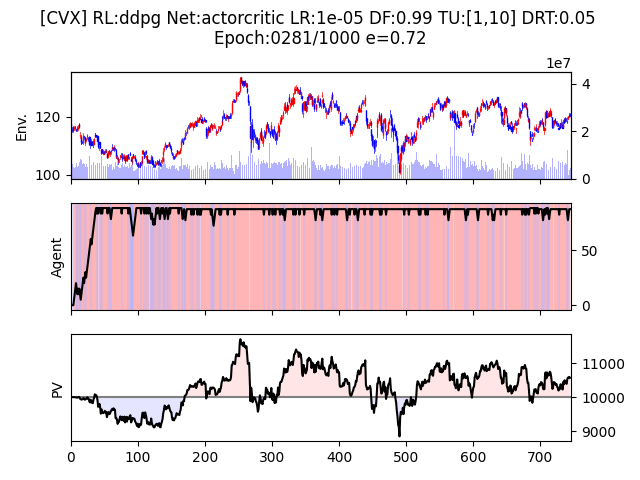 [CVX] RL:ddpg Net:actorcritic LR:1e-05 DF:0.99 TU:[1,10] DRT:0.05
Epoch:0281/1000 e=0.72
1e7
Env.
120
100
4
2
0
Agent
50
0
PV
11000
10000
9000
0 100 200 300 400 500 600 700